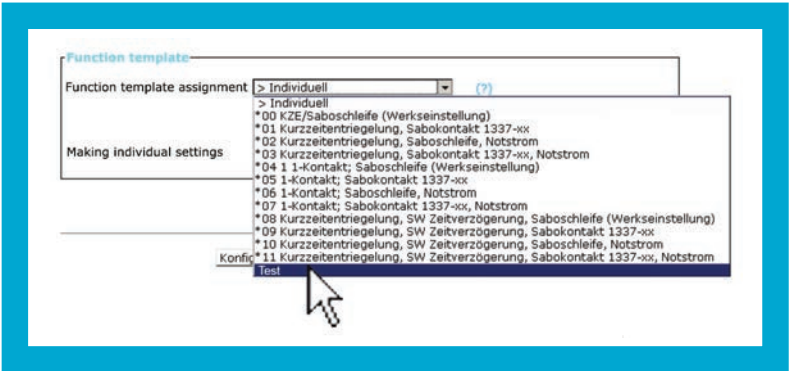 Function template
Function template assignment > Individuell (?)
> Individuell
*00 KZE/Saboschleife (Werkseinstellung)
*01 Kurzzeitentriegelung, Sabokontakt 1337-xx
*02 Kurzzeitentriegelung, Saboschleife, Notstrom
*03 Kurzzeitentriegelung, Sabokontakt 1337-xx, Notstrom
*04 1 1-Kontakt; Saboschleife (Werkseinstellung)
*05 1-Kontakt; Sabokontakt 1337-xx
*06 1-Kontakt; Saboschleife, Notstrom
*07 1-Kontakt; Sabokontakt 1337-xx, Notstrom
*08 Kurzzeitentriegelung, SW Zeitverzögerung, Saboschleife (Werkseinstellung)
*09 Kurzzeitentriegelung, SW Zeitverzögerung, Sabokontakt 1337-xx
*10 Kurzzeitentriegelung, SW Zeitverzögerung, Saboschleife, Notstrom
*11 Kurzzeitentriegelung, SW Zeitverzögerung, Sabokontakt 1337-xx, Notstrom
Test
Making individual settings
Konfig